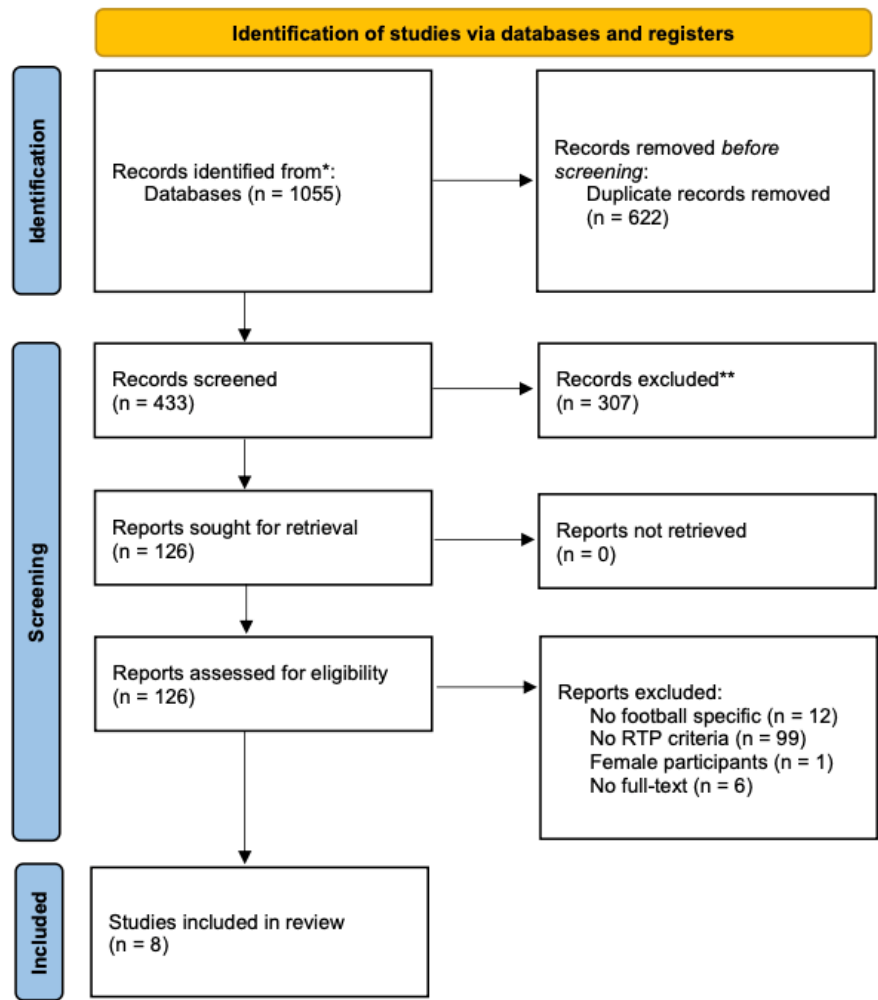 Identification of studies via databases and registers
Identification
Records identified from*:
Databases (n = 1055)
Records removed before
screening:
Duplicate records removed
(n = 622)
Screening
Records screened
(n = 433)
Records excluded**
(n = 307)
Reports sought for retrieval
(n = 126)
Reports not retrieved
(n = 0)
Reports assessed for eligibility
(n = 126)
Reports excluded:
No football specific (n = 12)
No RTP criteria (n = 99)
Female participants (n = 1)
No full-text (n = 6)
Included
Studies included in review
(n = 8)